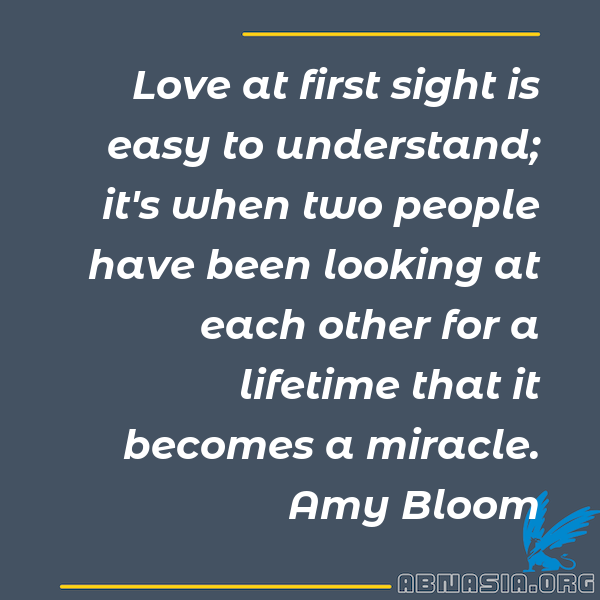 Love at first sight is
easy to understand;
it's when two people
have been looking at
each other for a
lifetime that it
becomes a miracle.
Amy Bloom
ABNASIA.ORG